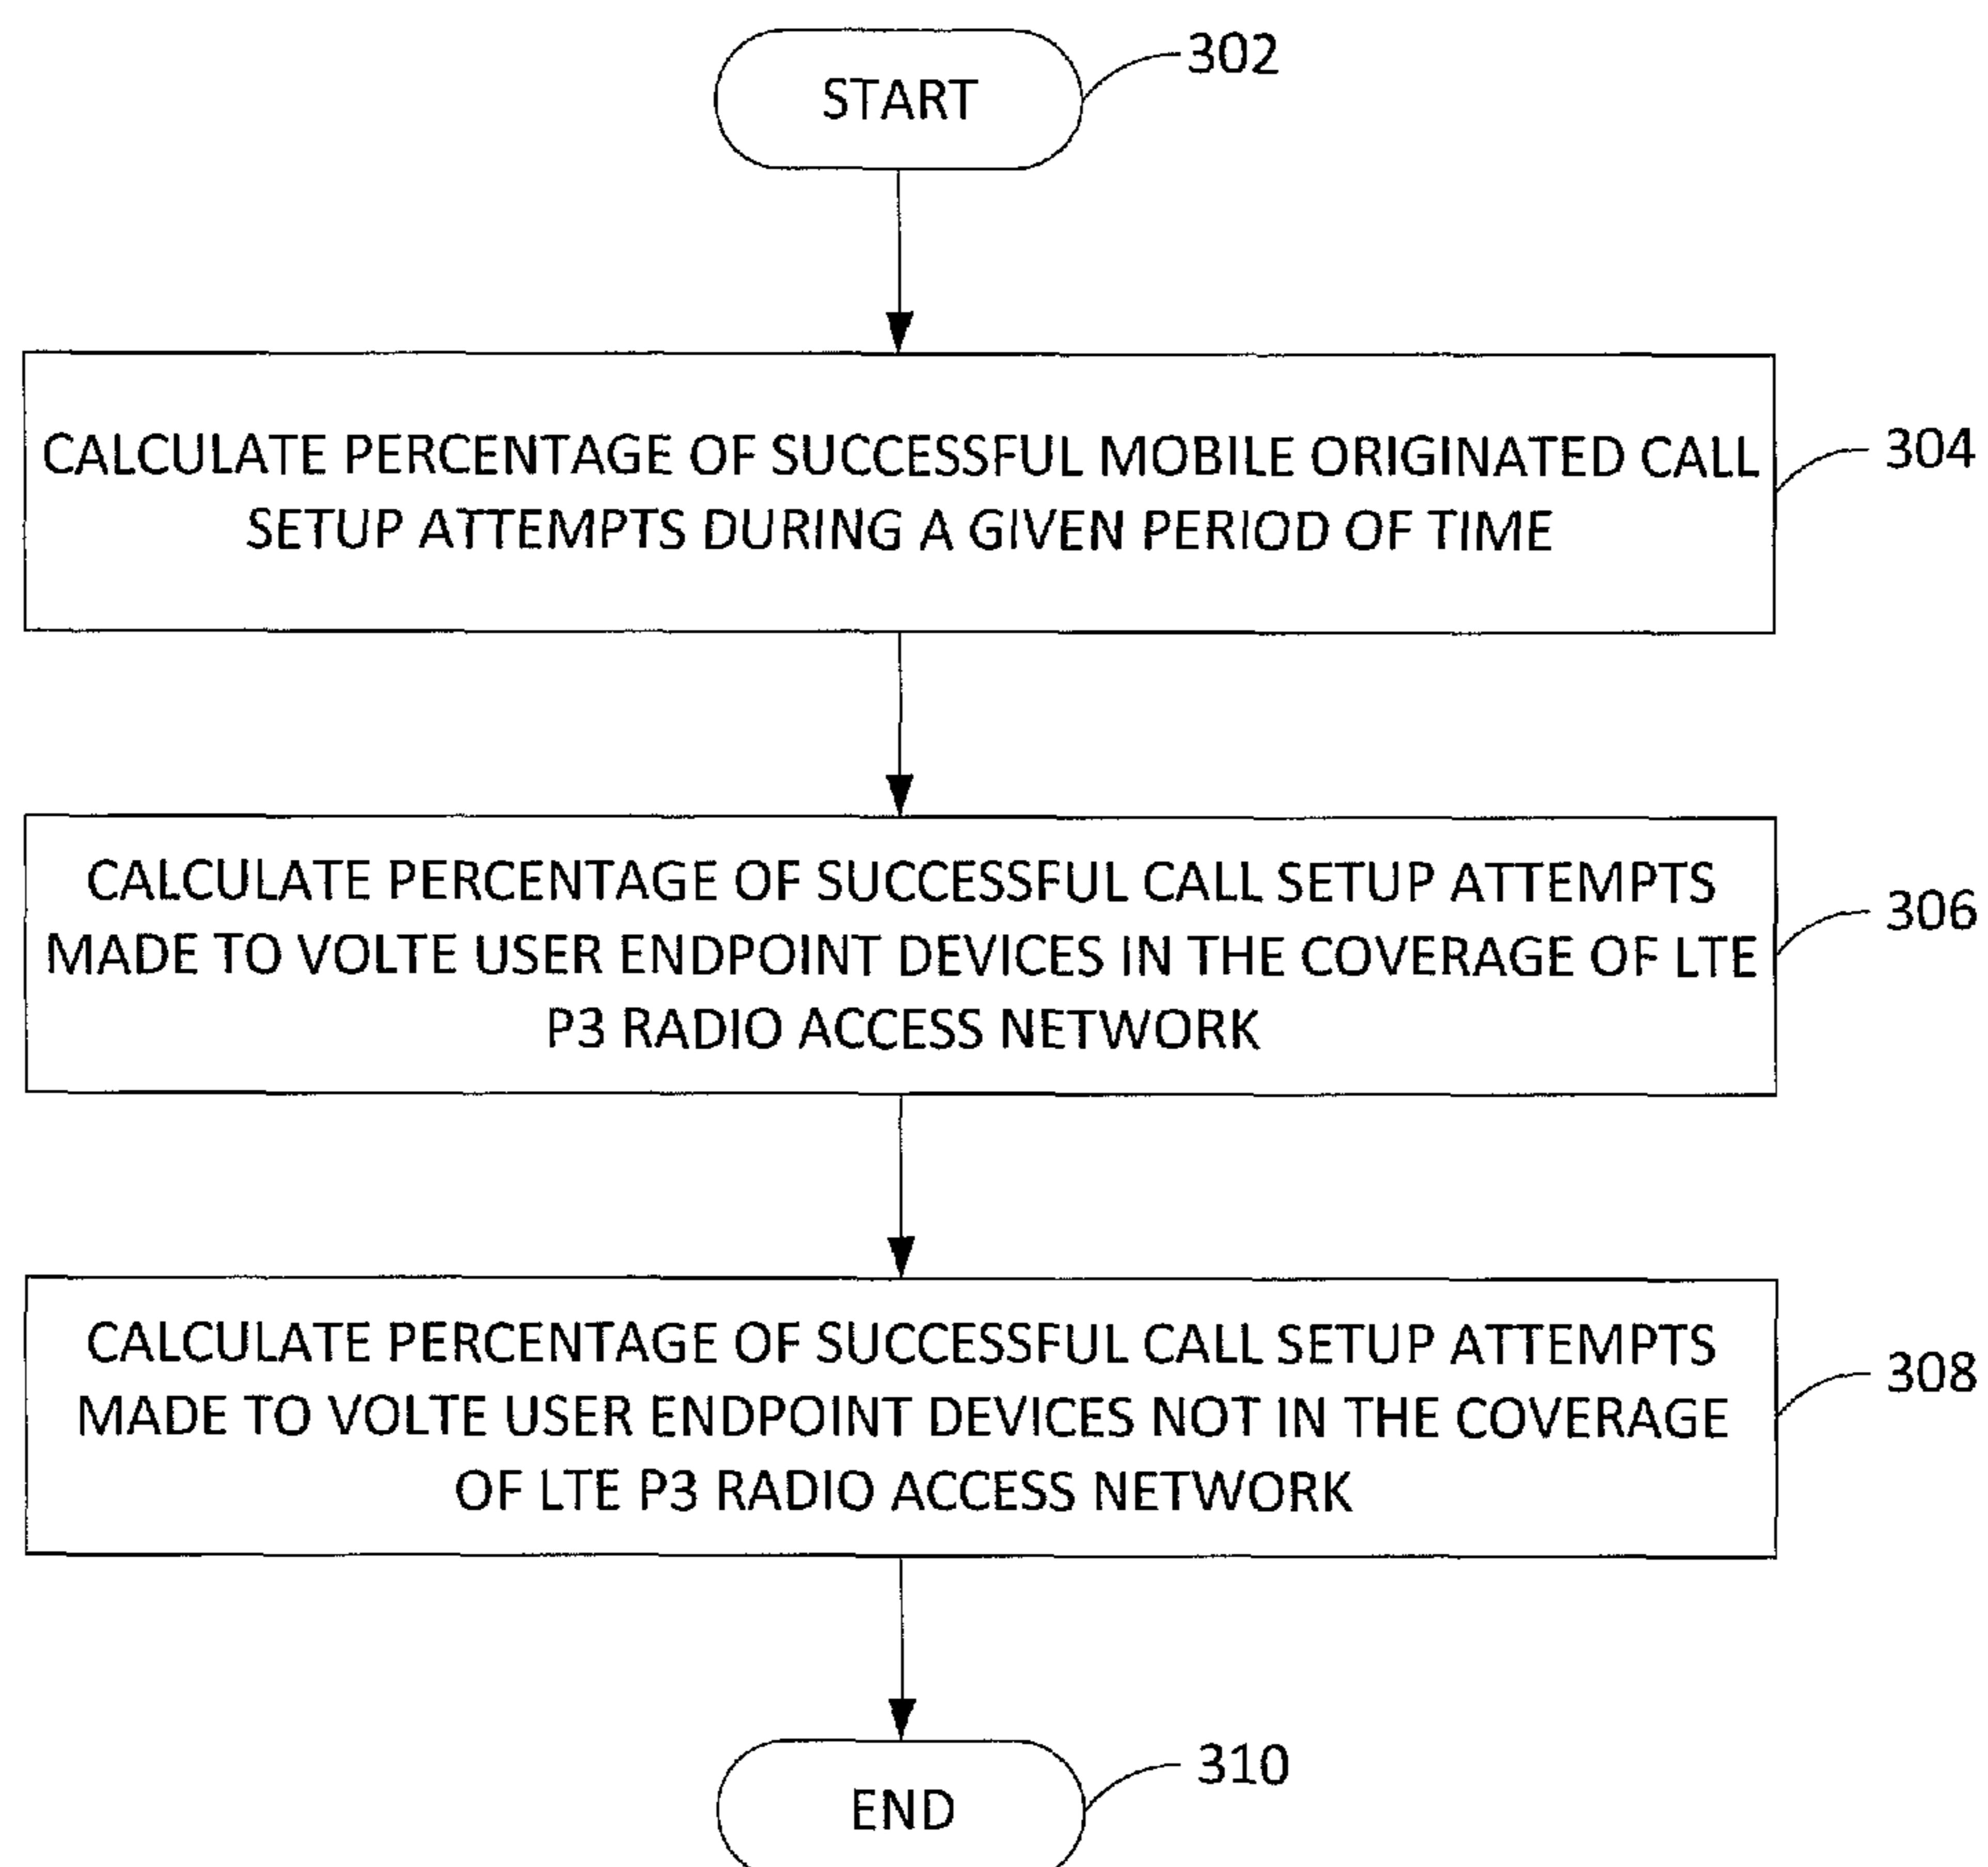 302
START
304
CALCULATE PERCENTAGE OF SUCCESSFUL MOBILE ORIGINATED CALL
SETUP ATTEMPTS DURING A GIVEN PERIOD OF TIME
306
CALCULATE PERCENTAGE OF SUCCESSFUL CALL SETUP ATTEMPTS
MADE TO VOLTE USER ENDPOINT DEVICES IN THE COVERAGE OF LTE
P3 RADIO ACCESS NETWORK
308
CALCULATE PERCENTAGE OF SUCCESSFUL CALL SETUP ATTEMPTS
MADE TO VOLTE USER ENDPOINT DEVICES NOT IN THE COVERAGE
OF LTE P3 RADIO ACCESS NETWORK
310
END